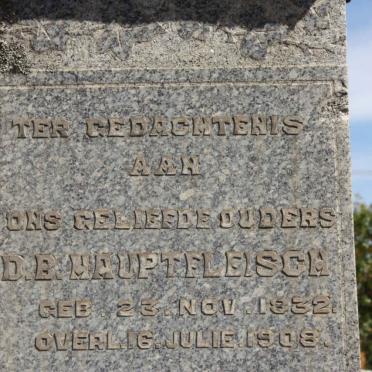 TER GEDACHTENIS
AAN
ONS GELIEFDE OUDERS
D.B. HAUPTFLEISCH
GEB. 23. NOV. 1832.
OVERL. 16. JULIE. 1908.